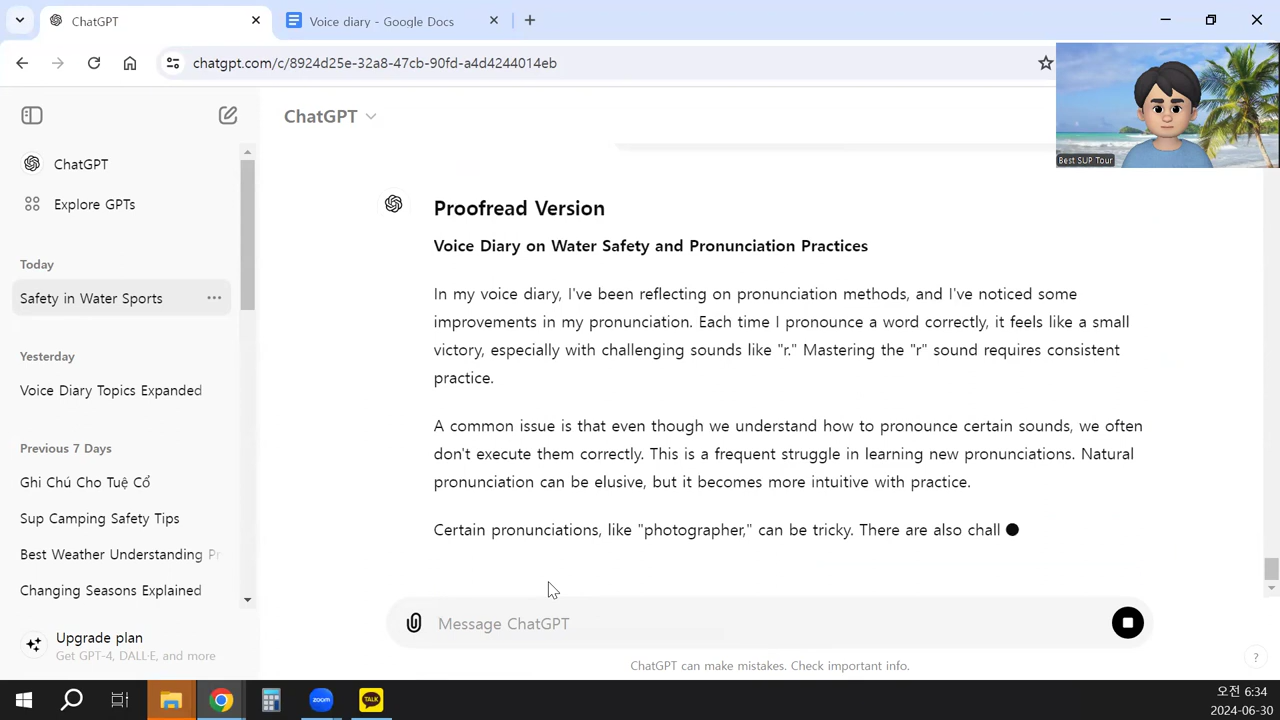 ChatGPT
Voice diary - Google Docs
chatgpt.com/c/8924d25e-32a8-47cb-90fd-a4d4244014eb
Best SUP Tour
ChatGPT
ChatGPT
Explore GPTs
Today
Safety in Water Sports
Yesterday
Voice Diary Topics Expanded
Previous 7 Days
Ghi Chú Cho Tuệ Cổ
Sup Camping Safety Tips
Best Weather Understanding Pr
Changing Seasons Explained
Upgrade plan
Get GPT-4, DALL·E, and more
Proofread Version
Voice Diary on Water Safety and Pronunciation Practices
In my voice diary, I've been reflecting on pronunciation methods, and I've noticed some
improvements in my pronunciation. Each time I pronounce a word correctly, it feels like a small
victory, especially with challenging sounds like "r." Mastering the "r" sound requires consistent
practice.
A common issue is that even though we understand how to pronounce certain sounds, we often
don't execute them correctly. This is a frequent struggle in learning new pronunciations. Natural
pronunciation can be elusive, but it becomes more intuitive with practice.
Certain pronunciations, like "photographer," can be tricky. There are also chall
Message ChatGPT
ChatGPT can make mistakes. Check important info.
?
zoom
TALK
오전 6:34
2024-06-30